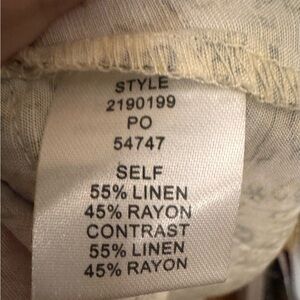 STYLE
2190199
PO
54747
SELF
55% LINEN
45% RAYON
CONTRAST
55% LINEN
45% RAYON